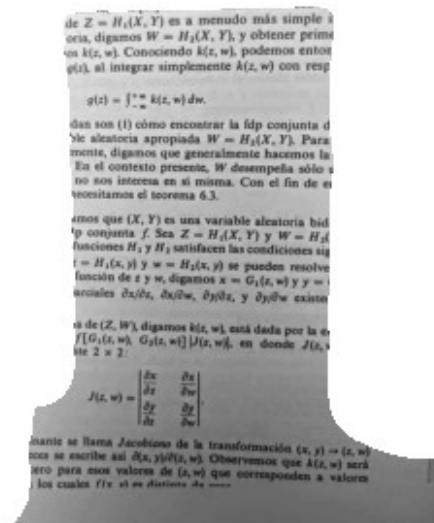 de Z = H₁(X, Y) es a menudo más simple
oria, digamos W = H₂(X, Y), y obtener prime
k(z, w). Conociendo k(z, w), podemos entor
g(z), al integrar simplemente k(z, w) con resp
g(z) = ∫₋∞⁺∞ k(z, w) dw.
dan son (1) cómo encontrar la fdp conjunta d
ble aleatoria apropiada W = H₂(X, Y). Para
mente, digamos que generalmente hacemos la
En el contexto presente, W desempeña sólo
no nos interesa en sí misma. Con el fin de
necesitamos el teorema 6.3.
amos que (X, Y) es una variable aleatoria bid
conjunta f. Sea Z = H₁(X, Y) y W = H₂(
funciones H₁ y H₂ satisfacen las condiciones sig
z = H₁(x, y) y w = H₂(x, y) se pueden resolve
función de z y w, digamos x = G₁(z, w) y y =
arciales ∂x/∂z, ∂x/∂w, ∂y/∂z, y ∂y/∂w existe
de (Z, W), digamos k(z, w), está dada por la
f[G₁(z, w), G₂(z, w)] |J(z, w)|, en donde J(z,
2 × 2:
J(z, w) = | ∂x/∂z ∂x/∂w |
| ∂y/∂z ∂y/∂w | .
inante se llama Jacobiano de la transformación (x, y) → (z, w)
ces se escribe así ∂(x, y)/∂(z, w). Observemos que k(z, w) será
cero para esos valores de (z, w) que corresponden a valores
los cuales f(x, y) es distinta de